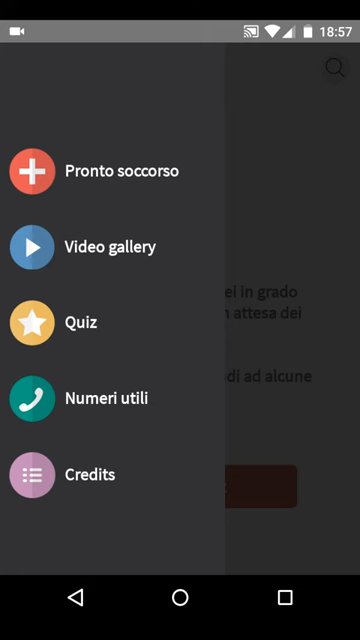 18:57
Pronto soccorso
Video gallery
ei in grado
Quiz
attesa dei
di ad alcune
Numeri utili
Credits